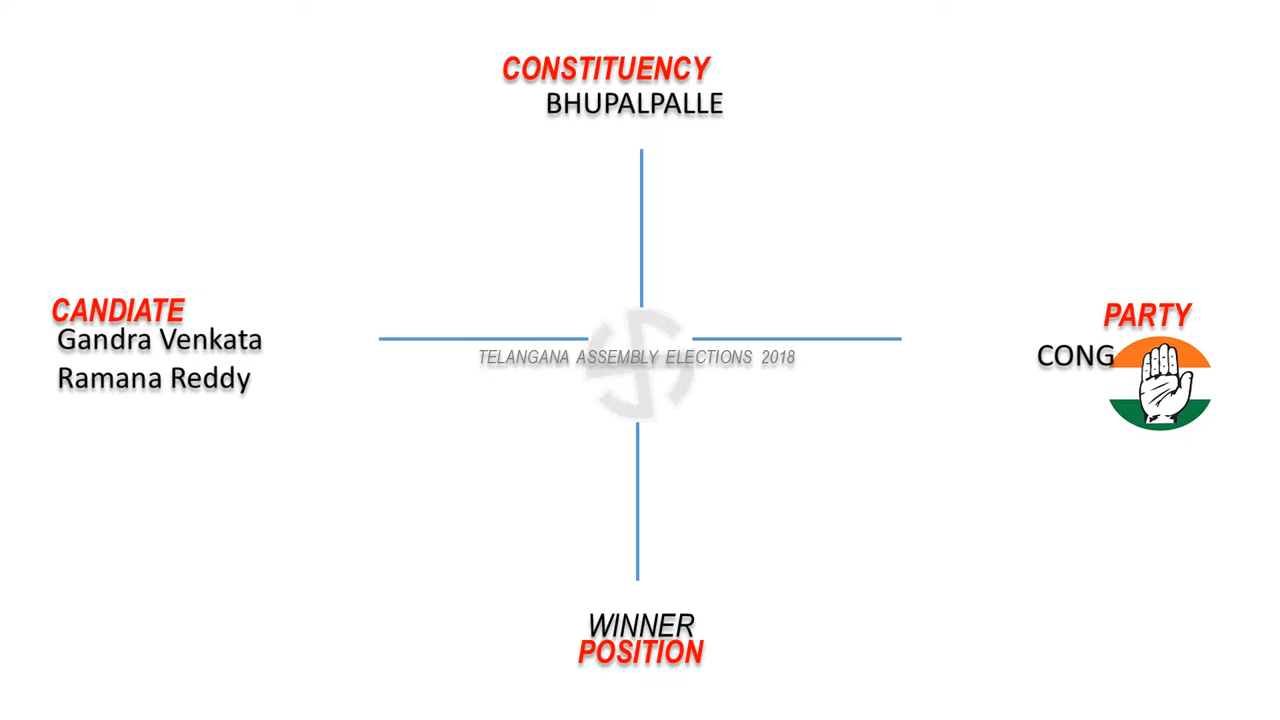 CONSTITUENCY
BHUPALPALLE
CANDIATE
Gandra Venkata
Ramana Reddy
PARTY
CONG
TELANGANA ASSEMBLY ELECTIONS 2018
WINNER
POSITION